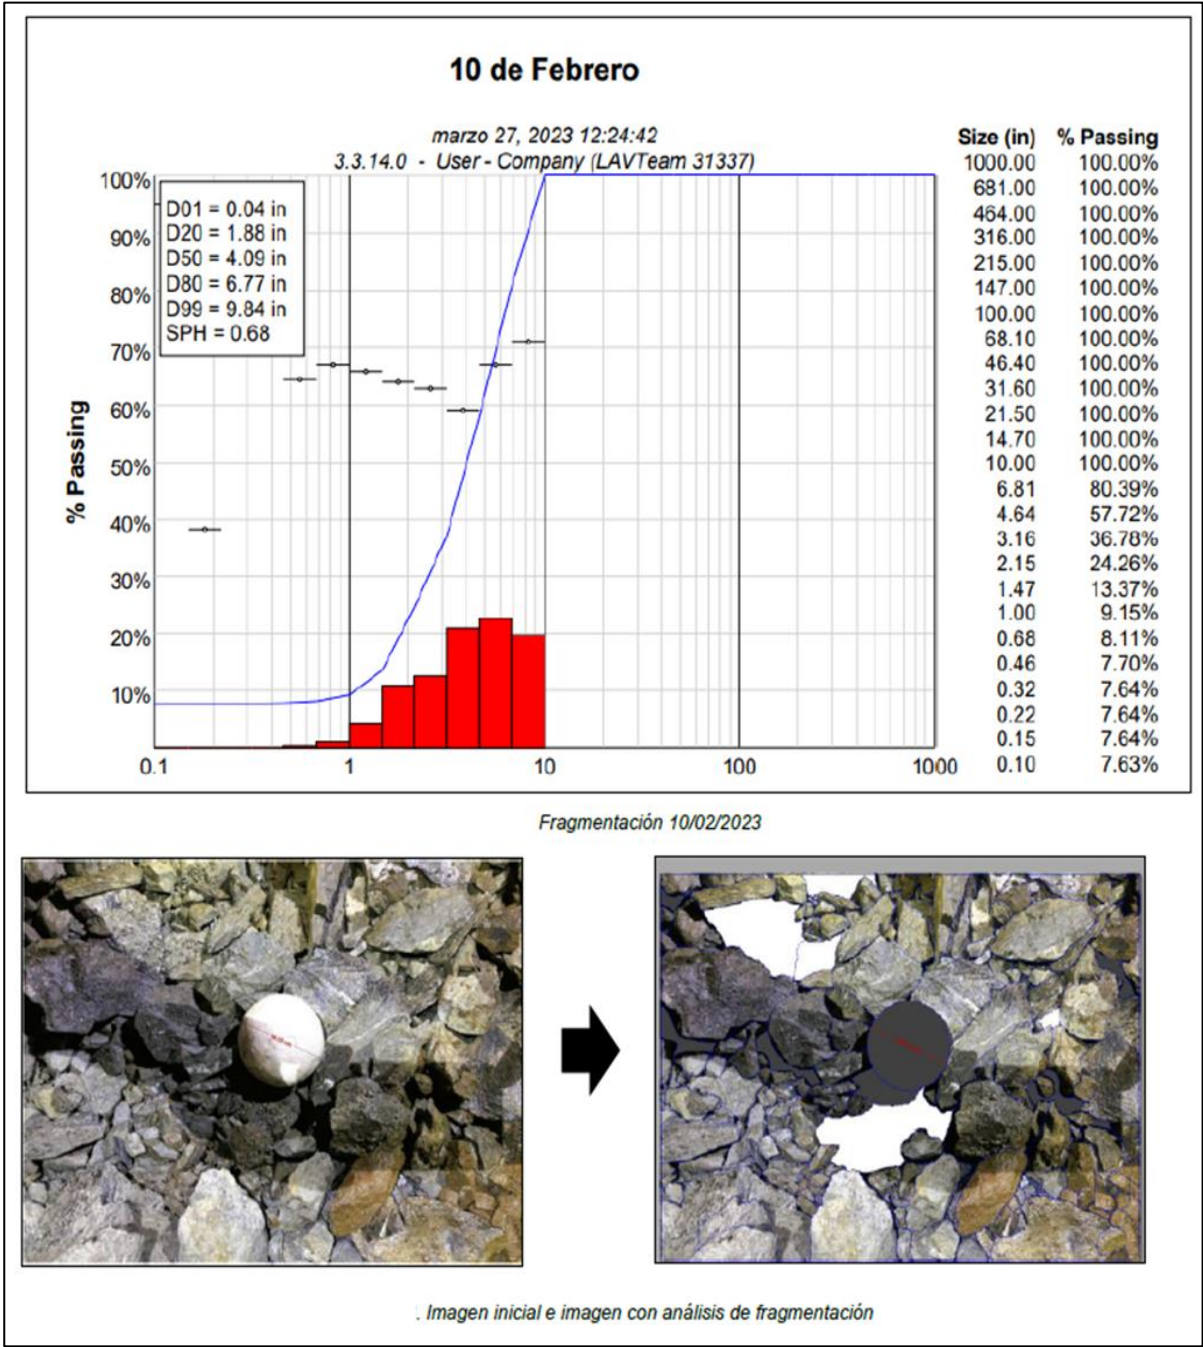 10 de Febrero
marzo 27, 2023 12:24:42
3.3.14.0 - User - Company (LAVTeam 31337)
Size (in) % Passing
1000.00 100.00%
681.00 100.00%
464.00 100.00%
316.00 100.00%
215.00 100.00%
147.00 100.00%
100.00 100.00%
68.10 100.00%
46.40 100.00%
31.60 100.00%
21.50 100.00%
14.70 100.00%
10.00 100.00%
6.81 80.39%
4.64 57.72%
3.16 36.78%
2.15 24.26%
1.47 13.37%
1.00 9.15%
0.68 8.11%
0.46 7.70%
0.32 7.64%
0.22 7.64%
0.15 7.64%
0.10 7.63%
D01 = 0.04 in
D20 = 1.88 in
D50 = 4.09 in
D80 = 6.77 in
D99 = 9.84 in
SPH = 0.68
% Passing
100%
90%
80%
70%
60%
50%
40%
30%
20%
10%
0.1 1 10 100 1000
Fragmentación 10/02/2023
. Imagen inicial e imagen con análisis de fragmentación